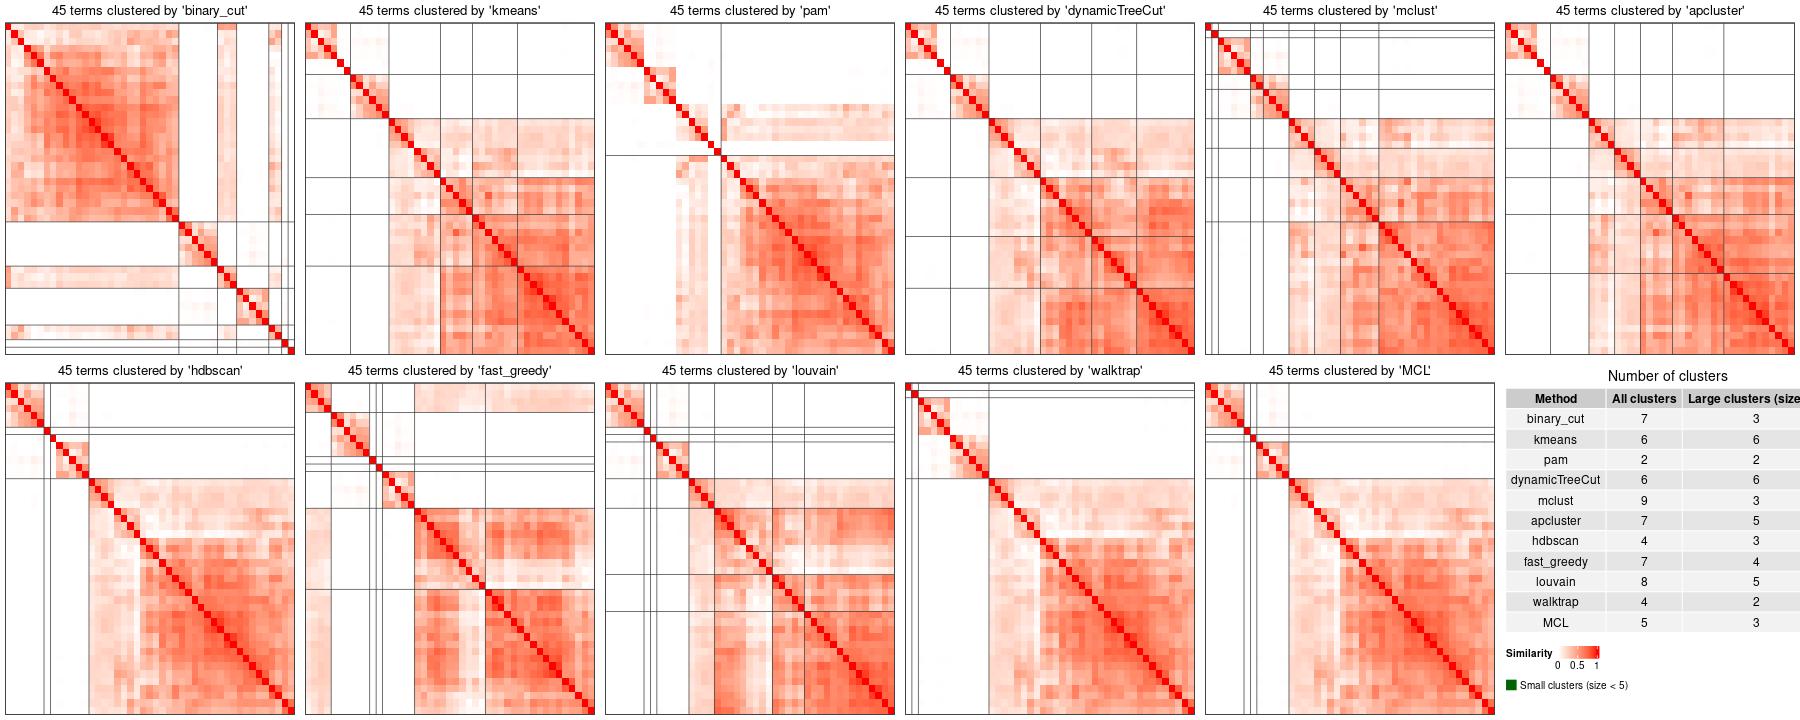 45 terms clustered by 'binary_cut'
45 terms clustered by 'kmeans'
45 terms clustered by 'pam'
45 terms clustered by 'dynamicTreeCut'
45 terms clustered by 'mclust'
45 terms clustered by 'apcluster'
45 terms clustered by 'hdbscan'
45 terms clustered by 'fast_greedy'
45 terms clustered by 'louvain'
45 terms clustered by 'walktrap'
45 terms clustered by 'MCL'
Number of clusters
Method All clusters Large clusters (size
binary_cut 7 3
kmeans 6 6
pam 2 2
dynamicTreeCut 6 6
mclust 9 3
apcluster 7 5
hdbscan 4 3
fast_greedy 7 4
louvain 8 5
walktrap 4 2
MCL 5 3
Similarity
0 0.5 1
Small clusters (size < 5)